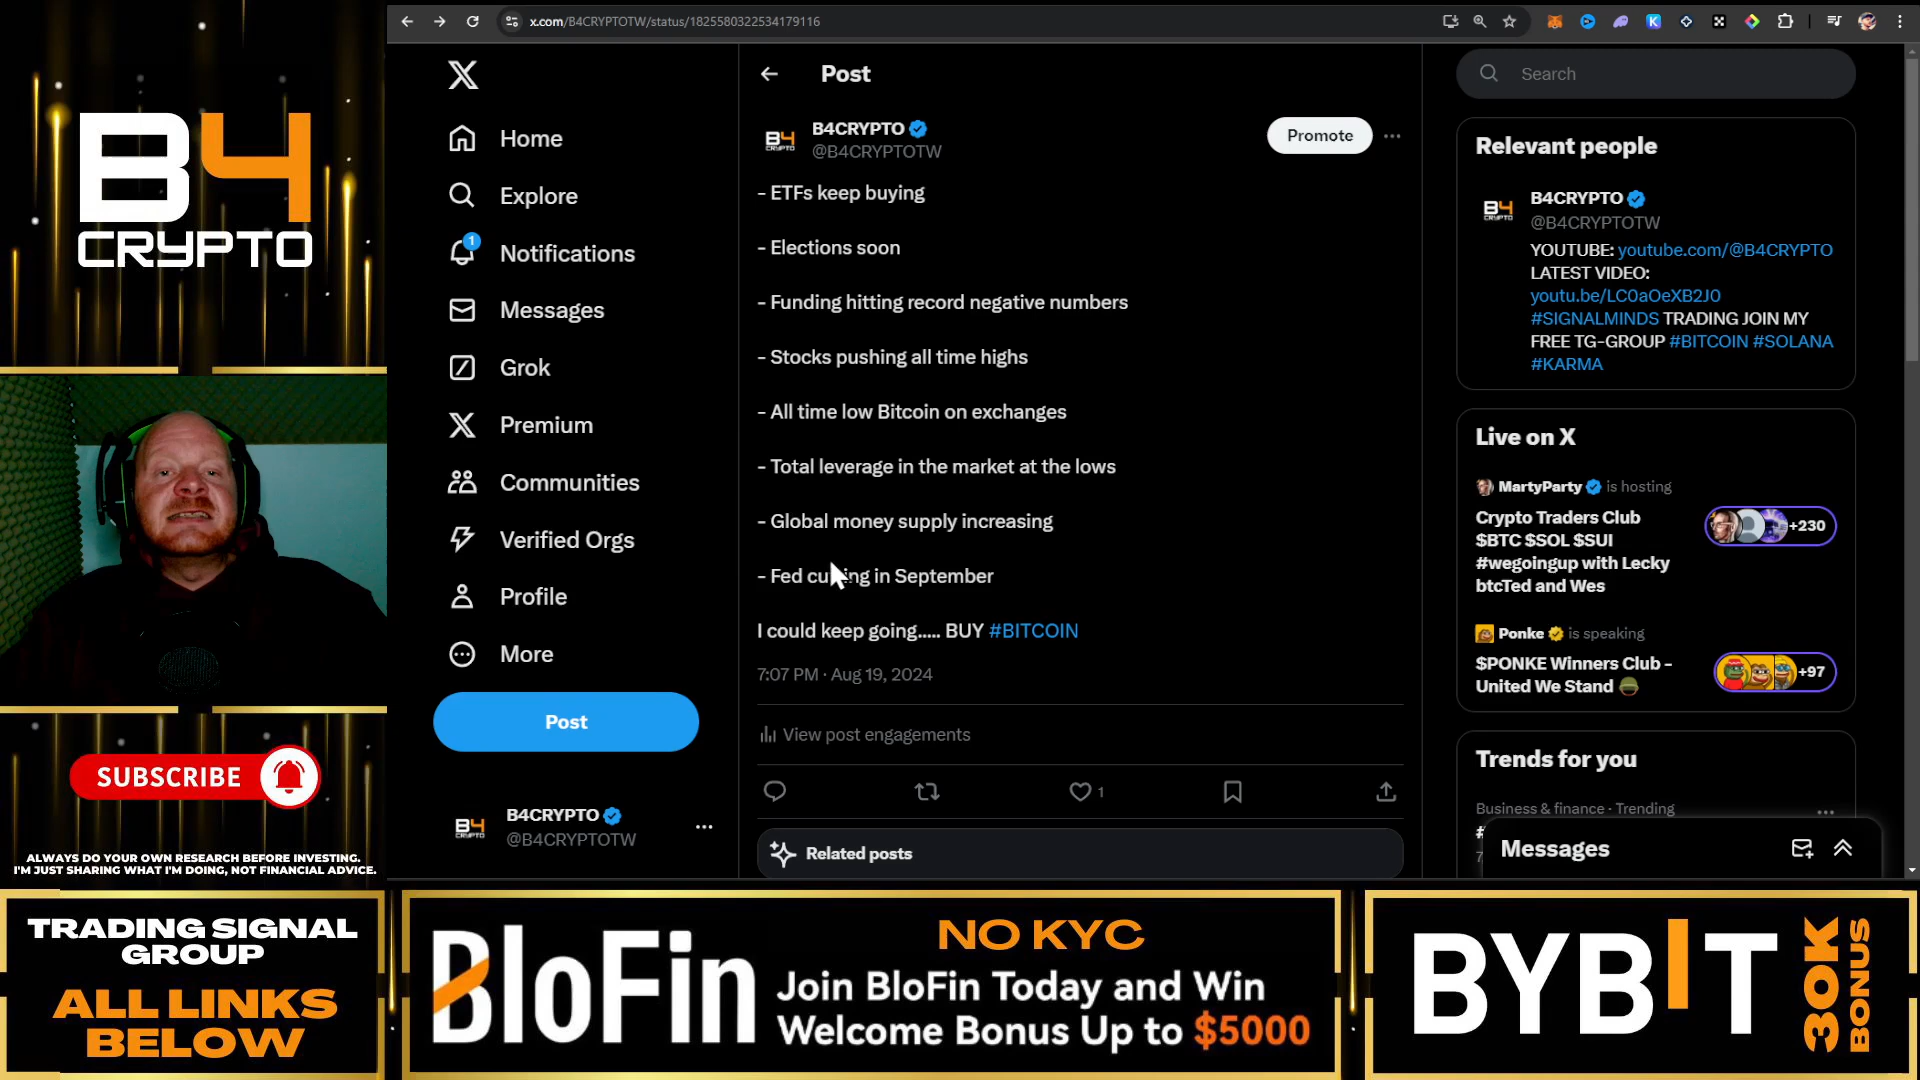 x.com/B4CRYPTOTW/status/1825580322534179116
B4
CRYPTO
Home
Explore
1
Notifications
Messages
Grok
Premium
Communities
Verified Orgs
Profile
More
Post
B4CRYPTO
@B4CRYPTOTW
Post
B4CRYPTO
@B4CRYPTOTW
Promote
- ETFs keep buying
- Elections soon
- Funding hitting record negative numbers
- Stocks pushing all time highs
- All time low Bitcoin on exchanges
- Total leverage in the market at the lows
- Global money supply increasing
- Fed cutting in September
I could keep going..... BUY #BITCOIN
7:07 PM · Aug 19, 2024
View post engagements
1
Related posts
Search
Relevant people
B4CRYPTO
@B4CRYPTOTW
YOUTUBE: youtube.com/@B4CRYPTO
LATEST VIDEO:
youtu.be/LC0aOeXB2J0
#SIGNALMINDS TRADING JOIN MY
FREE TG-GROUP #BITCOIN #SOLANA
#KARMA
Live on X
MartyParty is hosting
Crypto Traders Club
$BTC $SOL $SUI
#wegoingup with Lecky
btcTed and Wes
+230
Ponke is speaking
$PONKE Winners Club –
United We Stand
+97
Trends for you
Business & finance · Trending
Messages
SUBSCRIBE
ALWAYS DO YOUR OWN RESEARCH BEFORE INVESTING.
I'M JUST SHARING WHAT I'M DOING, NOT FINANCIAL ADVICE.
TRADING SIGNAL
GROUP
ALL LINKS
BELOW
BloFin
NO KYC
Join BloFin Today and Win
Welcome Bonus Up to $5000
BYBIT
30K
BONUS